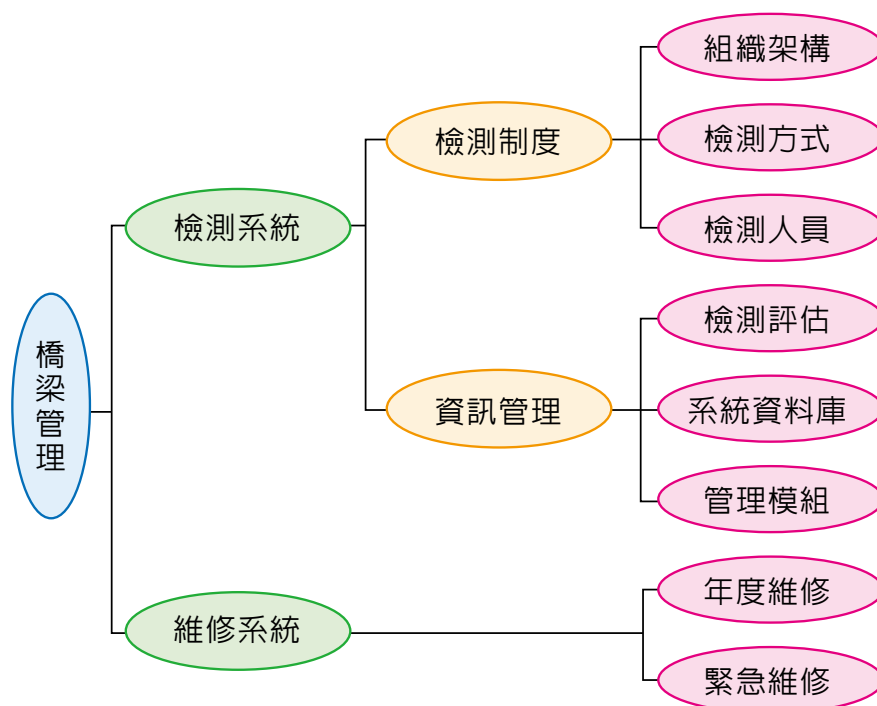 組織架構
檢測制度
檢測方式
檢測系統
檢測人員
橋梁管理
檢測評估
資訊管理
系統資料庫
管理模組
維修系統
年度維修
緊急維修